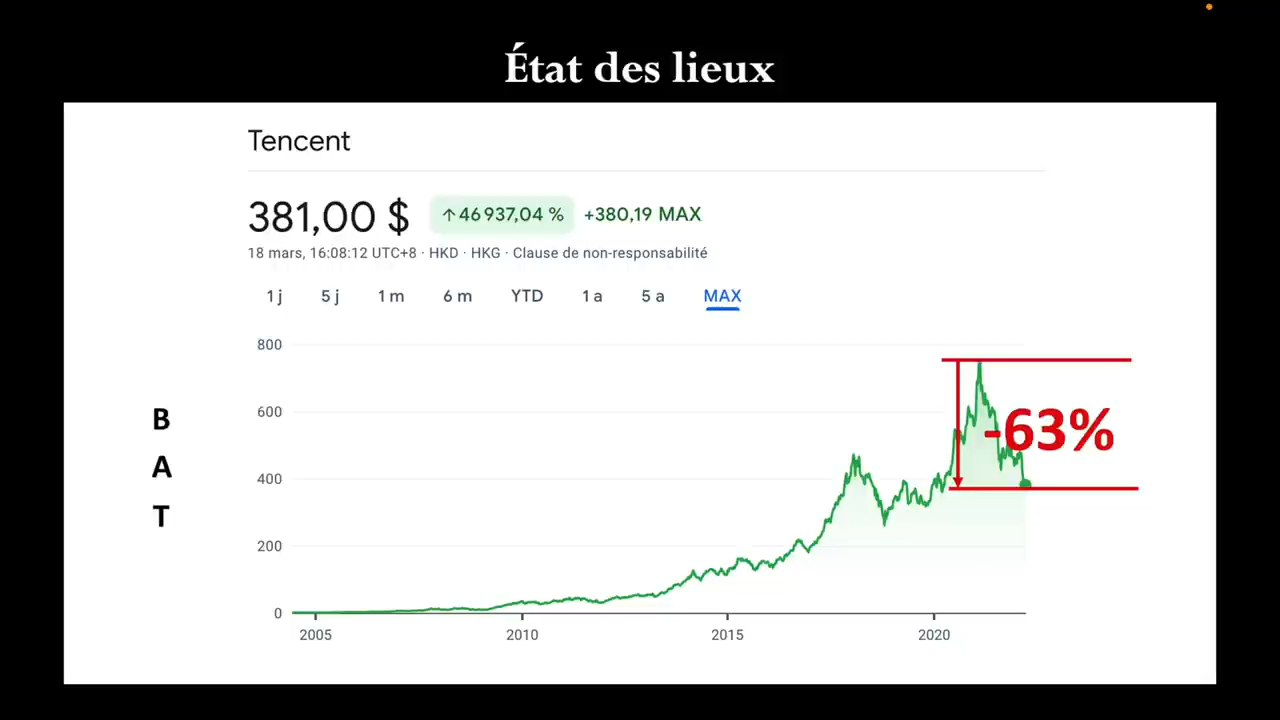 État des lieux
Tencent
381,00 $ ↑46 937,04 % +380,19 MAX
18 mars, 16:08:12 UTC+8 · HKD · HKG · Clause de non-responsabilité
1 j 5 j 1 m 6 m YTD 1 a 5 a MAX
800
600
400
200
0
B
A
T
-63%
2005 2010 2015 2020